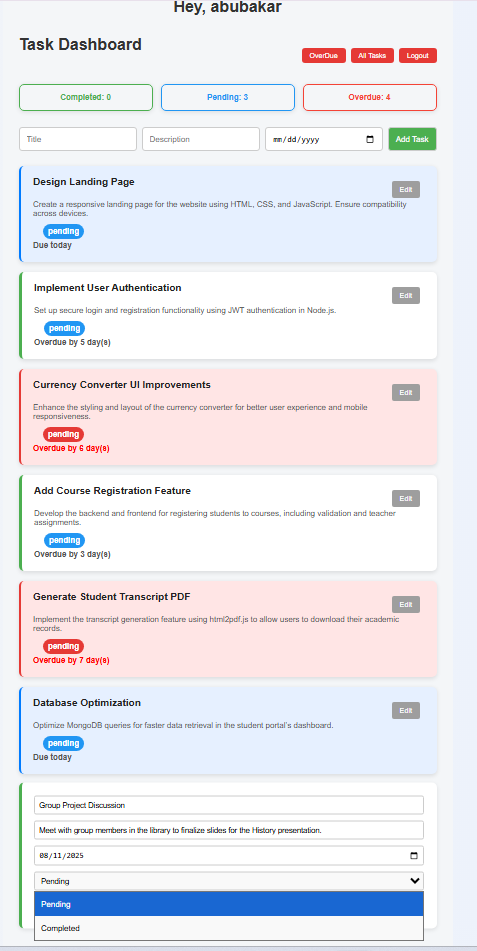 Hey, abubakar
Task Dashboard
OverDue
All Tasks
Logout
Completed: 0
Pending: 3
Overdue: 4
Title
Description
mm/dd/yyyy
Add Task
Design Landing Page
Edit
Create a responsive landing page for the website using HTML, CSS, and JavaScript. Ensure compatibility
across devices.
pending
Due today
Implement User Authentication
Edit
Set up secure login and registration functionality using JWT authentication in Node.js.
pending
Overdue by 5 day(s)
Currency Converter UI Improvements
Edit
Enhance the styling and layout of the currency converter for better user experience and mobile
responsiveness.
pending
Overdue by 6 day(s)
Add Course Registration Feature
Edit
Develop the backend and frontend for registering students to courses, including validation and teacher
assignments.
pending
Overdue by 3 day(s)
Generate Student Transcript PDF
Edit
Implement the transcript generation feature using html2pdf.js to allow users to download their academic
records.
pending
Overdue by 7 day(s)
Database Optimization
Edit
Optimize MongoDB queries for faster data retrieval in the student portal's dashboard.
pending
Due today
Group Project Discussion
Meet with group members in the library to finalize slides for the History presentation.
08/11/2025
Pending
Pending
Completed